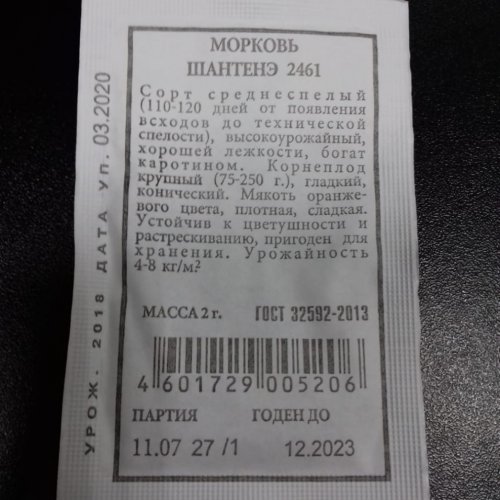 МОРКОВЬ
ШАНТЕНЭ 2461
Сорт среднеспелый
(110-120 дней от появления
всходов до технической
спелости), высокоурожайный,
хорошей лежкости, богат
каротином. Корнеплод
крупный (75-250 г.), гладкий,
конический. Мякоть оранже-
вого цвета, плотная, сладкая.
Устойчив к цветушности и
растрескиванию, пригоден для
хранения. Урожайность
4-8 кг/м²
МАССА 2 г. ГОСТ 32592-2013
4 601729 005206
ПАРТИЯ ГОДЕН ДО
11.07 27 /1 12.2023
УРОЖ. 2018 ДАТА УП. 03.2020